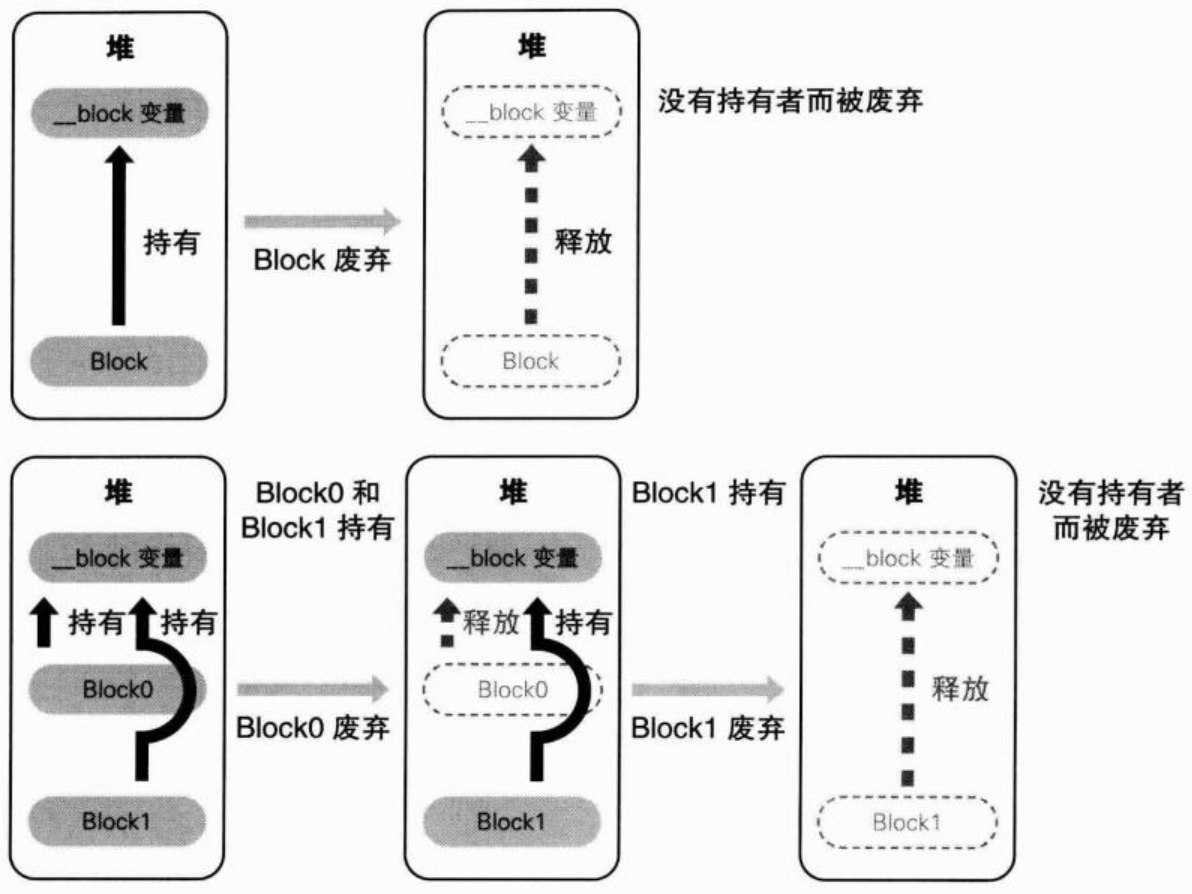 堆
堆
__block 变量
__block 变量
没有持有者而被废弃
持有
释放
Block 废弃
Block
Block
堆
Block0 和
Block1 持有
堆
Block1 持有
堆
没有持有者
而被废弃
__block 变量
__block 变量
__block 变量
持有
持有
释放
持有
Block0
Block0
释放
Block0 废弃
Block1 废弃
Block1
Block1
Block1